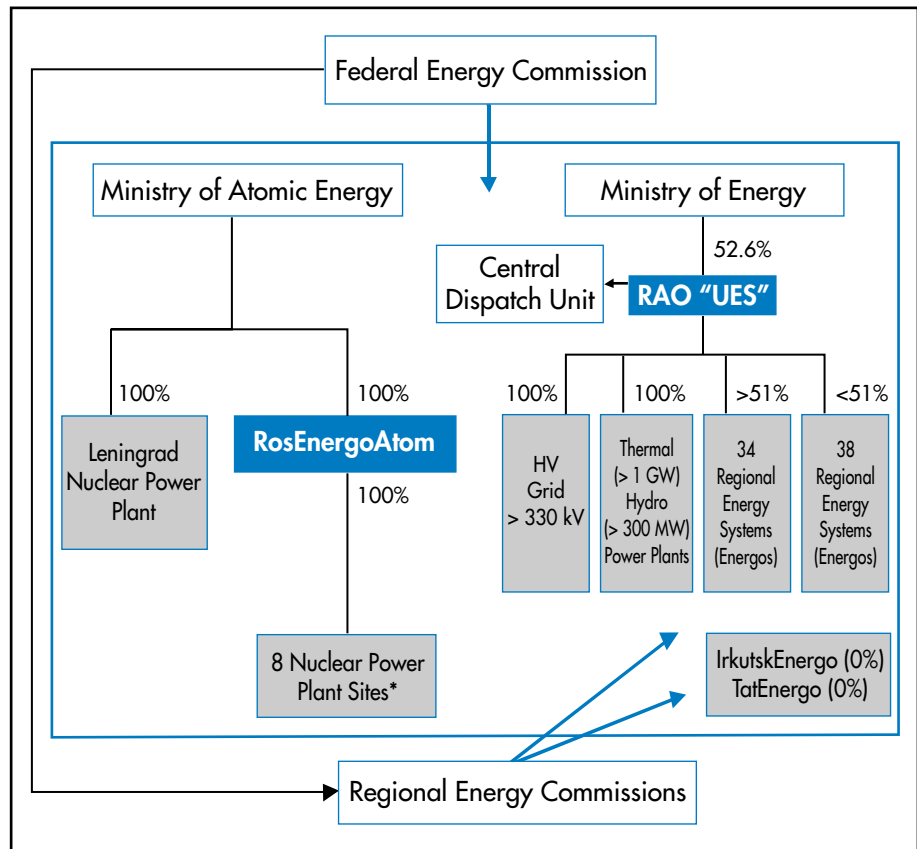 Federal Energy Commission
Ministry of Atomic Energy
Ministry of Energy
52.6%
Central
Dispatch Unit
RAO “UES”
100%
100%
100%
100%
>51%
<51%
Leningrad
Nuclear Power
Plant
RosEnergoAtom
100%
HV
Grid
> 330 kV
Thermal
(> 1 GW)
Hydro
(> 300 MW)
Power Plants
34
Regional
Energy
Systems
(Energos)
38
Regional
Energy
Systems
(Energos)
8 Nuclear Power
Plant Sites*
IrkutskEnergo (0%)
TatEnergo (0%)
Regional Energy Commissions